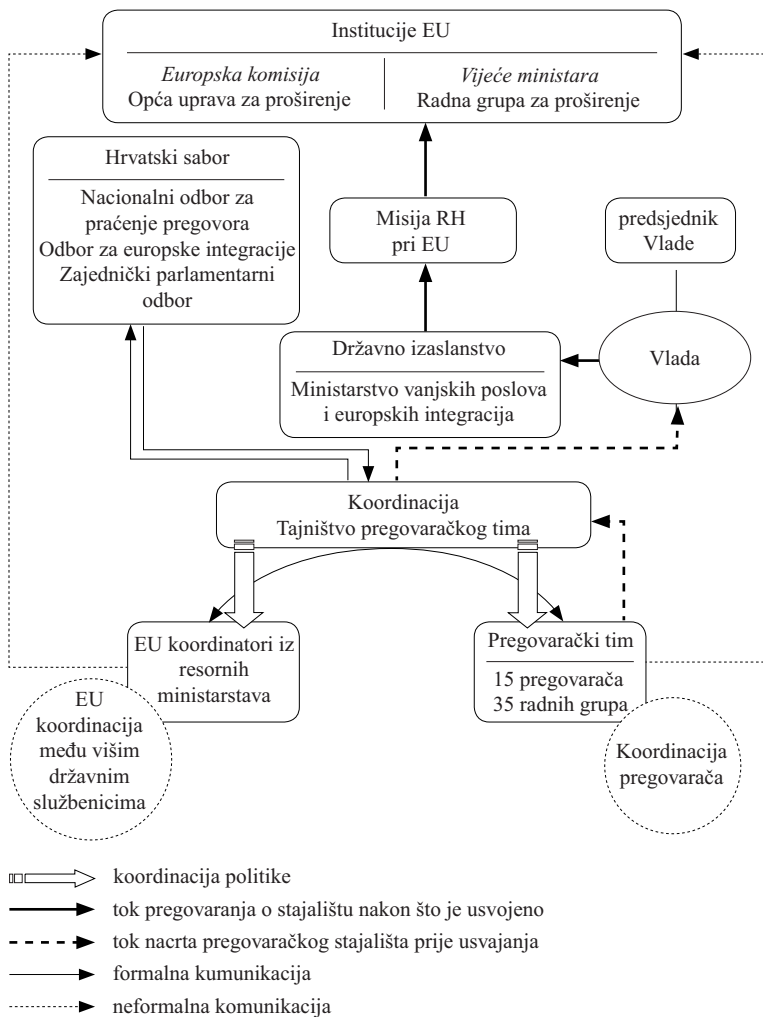 Institucije EU
Europska komisija
Opća uprava za proširenje
Vijeće ministara
Radna grupa za proširenje
Hrvatski sabor
Nacionalni odbor za
praćenje pregovora
Odbor za europske integracije
Zajednički parlamentarni
odbor
Misija RH
pri EU
predsjednik
Vlade
Državno izaslanstvo
Ministarstvo vanjskih poslova
i europskih integracija
Vlada
Koordinacija
Tajništvo pregovaračkog tima
EU koordinatori iz
resornih
ministarstava
Pregovarački tim
15 pregovarača
35 radnih grupa
EU
koordinacija
među višim
državnim
službenicima
Koordinacija
pregovarača
koordinacija politike
tok pregovaranja o stajalištu nakon što je usvojeno
tok nacrta pregovaračkog stajališta prije usvajanja
formalna kumunikacija
neformalna komunikacija